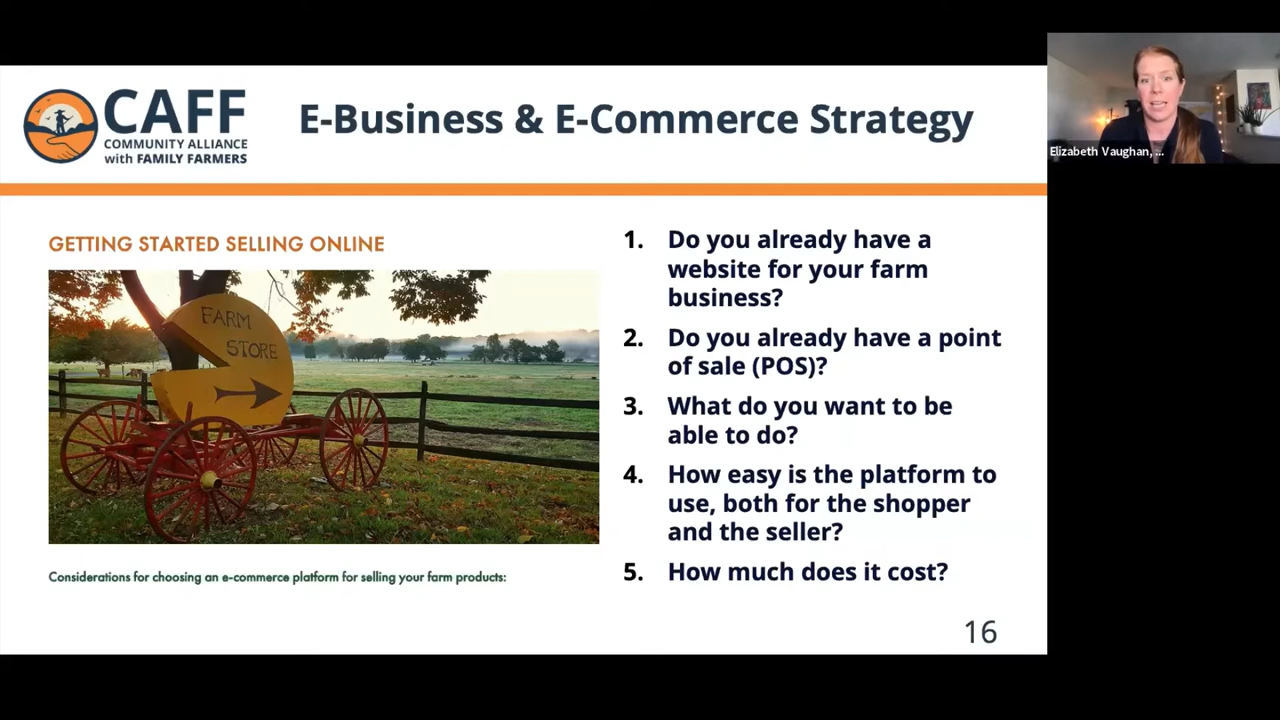 CAFF
COMMUNITY ALLIANCE
with FAMILY FARMERS
E-Business & E-Commerce Strategy
Elizabeth Vaughan, ...
GETTING STARTED SELLING ONLINE
FARM
STORE
Considerations for choosing an e-commerce platform for selling your farm products:
1. Do you already have a
website for your farm
business?
2. Do you already have a point
of sale (POS)?
3. What do you want to be
able to do?
4. How easy is the platform to
use, both for the shopper
and the seller?
5. How much does it cost?
16